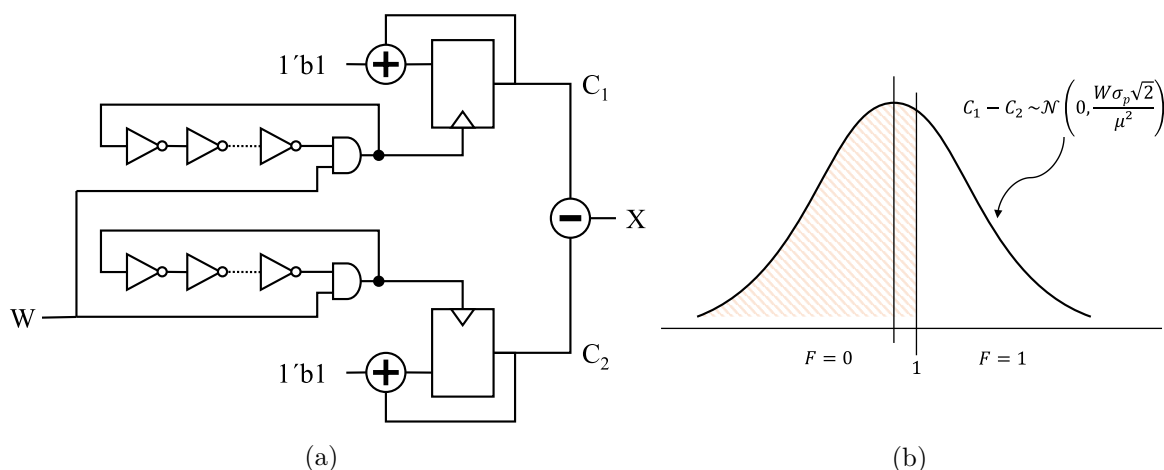 1´b1
C₁
W
X
1´b1
C₂
(a)
C₁ − C₂ ~𝒩(0, Wσₚ√2/μ²)
F = 0
1
F = 1
(b)